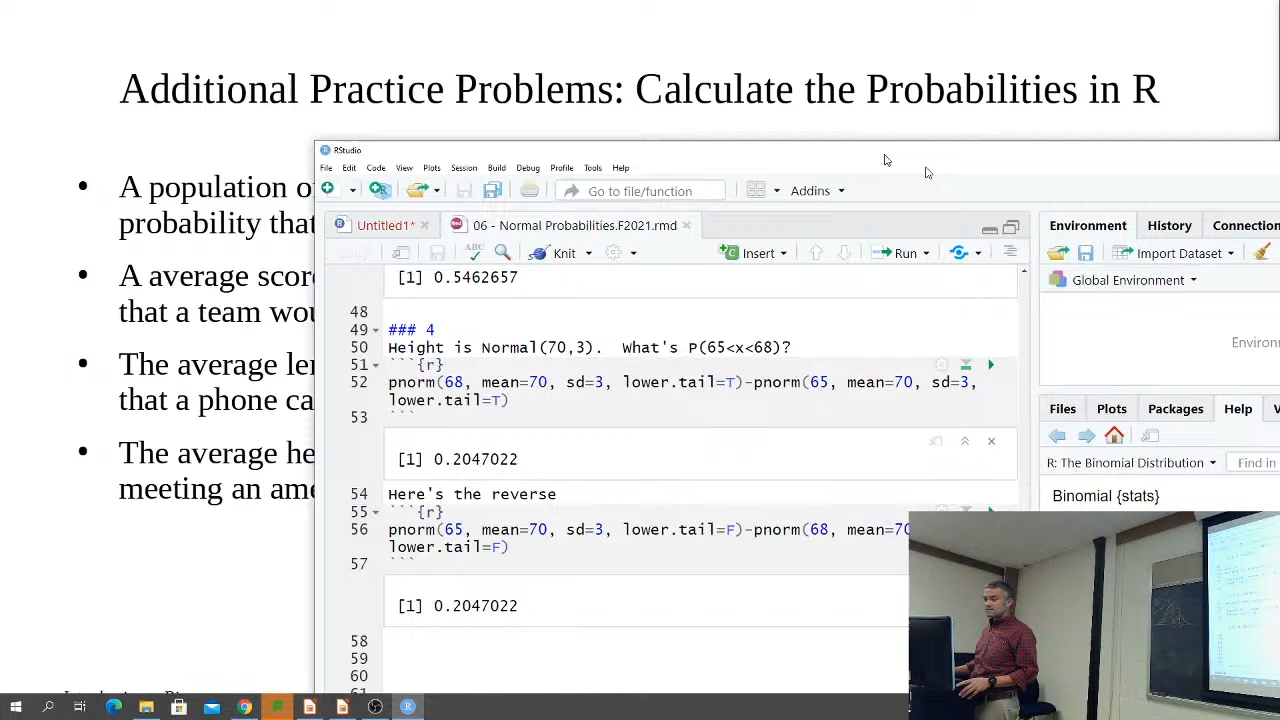 Additional Practice Problems: Calculate the Probabilities in R
A population
probability that
A average score
that a team
The average
that a phone
The average
meeting an
RStudio
File Edit Code View Plots Session Build Debug Profile Tools Help
Go to file/function Addins
Untitled1* 06 - Normal Probabilities.F2021.rmd
ABC Knit Insert Run
[1] 0.5462657
48
49 ### 4
50 Height is Normal(70,3). What's P(65<x<68)?
51 ```{r}
52 pnorm(68, mean=70, sd=3, lower.tail=T)-pnorm(65, mean=70, sd=3,
lower.tail=T)
53 ```
[1] 0.2047022
54 Here's the reverse
55 ```{r}
56 pnorm(65, mean=70, sd=3, lower.tail=F)-pnorm(68, mean=70
lower.tail=F)
57 ```
[1] 0.2047022
58
59
60
61
Environment History Connection
Import Dataset
Global Environment
Environ
Files Plots Packages Help
R: The Binomial Distribution Find in
Binomial {stats}